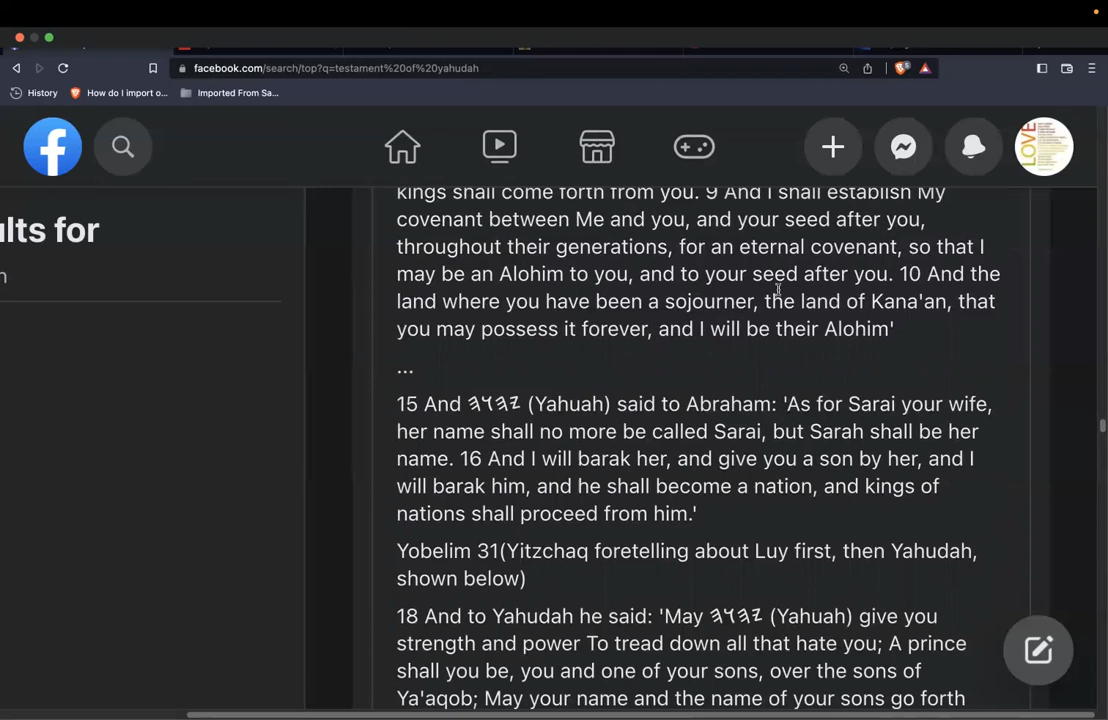 facebook.com/search/top?q=testament%20of%20yahudah
5
History
How do I import o...
Imported From Sa...
LOVE
ults for
n
kings shall come forth from you. 9 And I shall establish My
covenant between Me and you, and your seed after you,
throughout their generations, for an eternal covenant, so that I
may be an Alohim to you, and to your seed after you. 10 And the
land where you have been a sojourner, the land of Kana'an, that
you may possess it forever, and I will be their Alohim'
...
15 And 𐤉𐤄𐤅𐤄 (Yahuah) said to Abraham: 'As for Sarai your wife,
her name shall no more be called Sarai, but Sarah shall be her
name. 16 And I will barak her, and give you a son by her, and I
will barak him, and he shall become a nation, and kings of
nations shall proceed from him.'
Yobelim 31(Yitzchaq foretelling about Luy first, then Yahudah,
shown below)
18 And to Yahudah he said: 'May 𐤉𐤄𐤅𐤄 (Yahuah) give you
strength and power To tread down all that hate you; A prince
shall you be, you and one of your sons, over the sons of
Ya'aqob; May your name and the name of your sons go forth